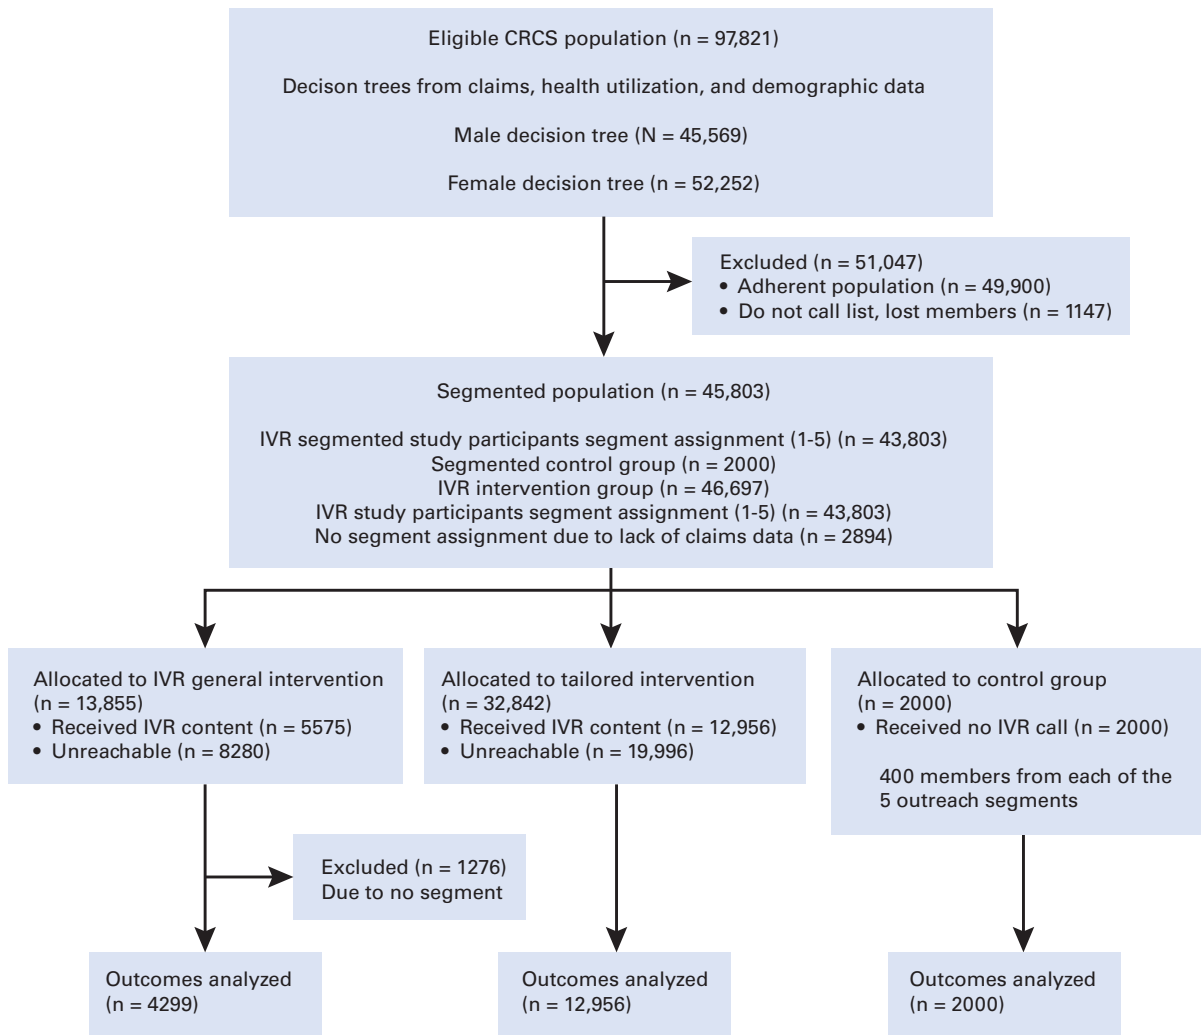 Eligible CRCS population (n = 97,821)
Decison trees from claims, health utilization, and demographic data
Male decision tree (N = 45,569)
Female decision tree (n = 52,252)
Excluded (n = 51,047)
• Adherent population (n = 49,900)
• Do not call list, lost members (n = 1147)
Segmented population (n = 45,803)
IVR segmented study participants segment assignment (1-5) (n = 43,803)
Segmented control group (n = 2000)
IVR intervention group (n = 46,697)
IVR study participants segment assignment (1-5) (n = 43,803)
No segment assignment due to lack of claims data (n = 2894)
Allocated to IVR general intervention
(n = 13,855)
• Received IVR content (n = 5575)
• Unreachable (n = 8280)
Allocated to tailored intervention
(n = 32,842)
• Received IVR content (n = 12,956)
• Unreachable (n = 19,996)
Allocated to control group
(n = 2000)
• Received no IVR call (n = 2000)
400 members from each of the
5 outreach segments
Excluded (n = 1276)
Due to no segment
Outcomes analyzed
(n = 4299)
Outcomes analyzed
(n = 12,956)
Outcomes analyzed
(n = 2000)